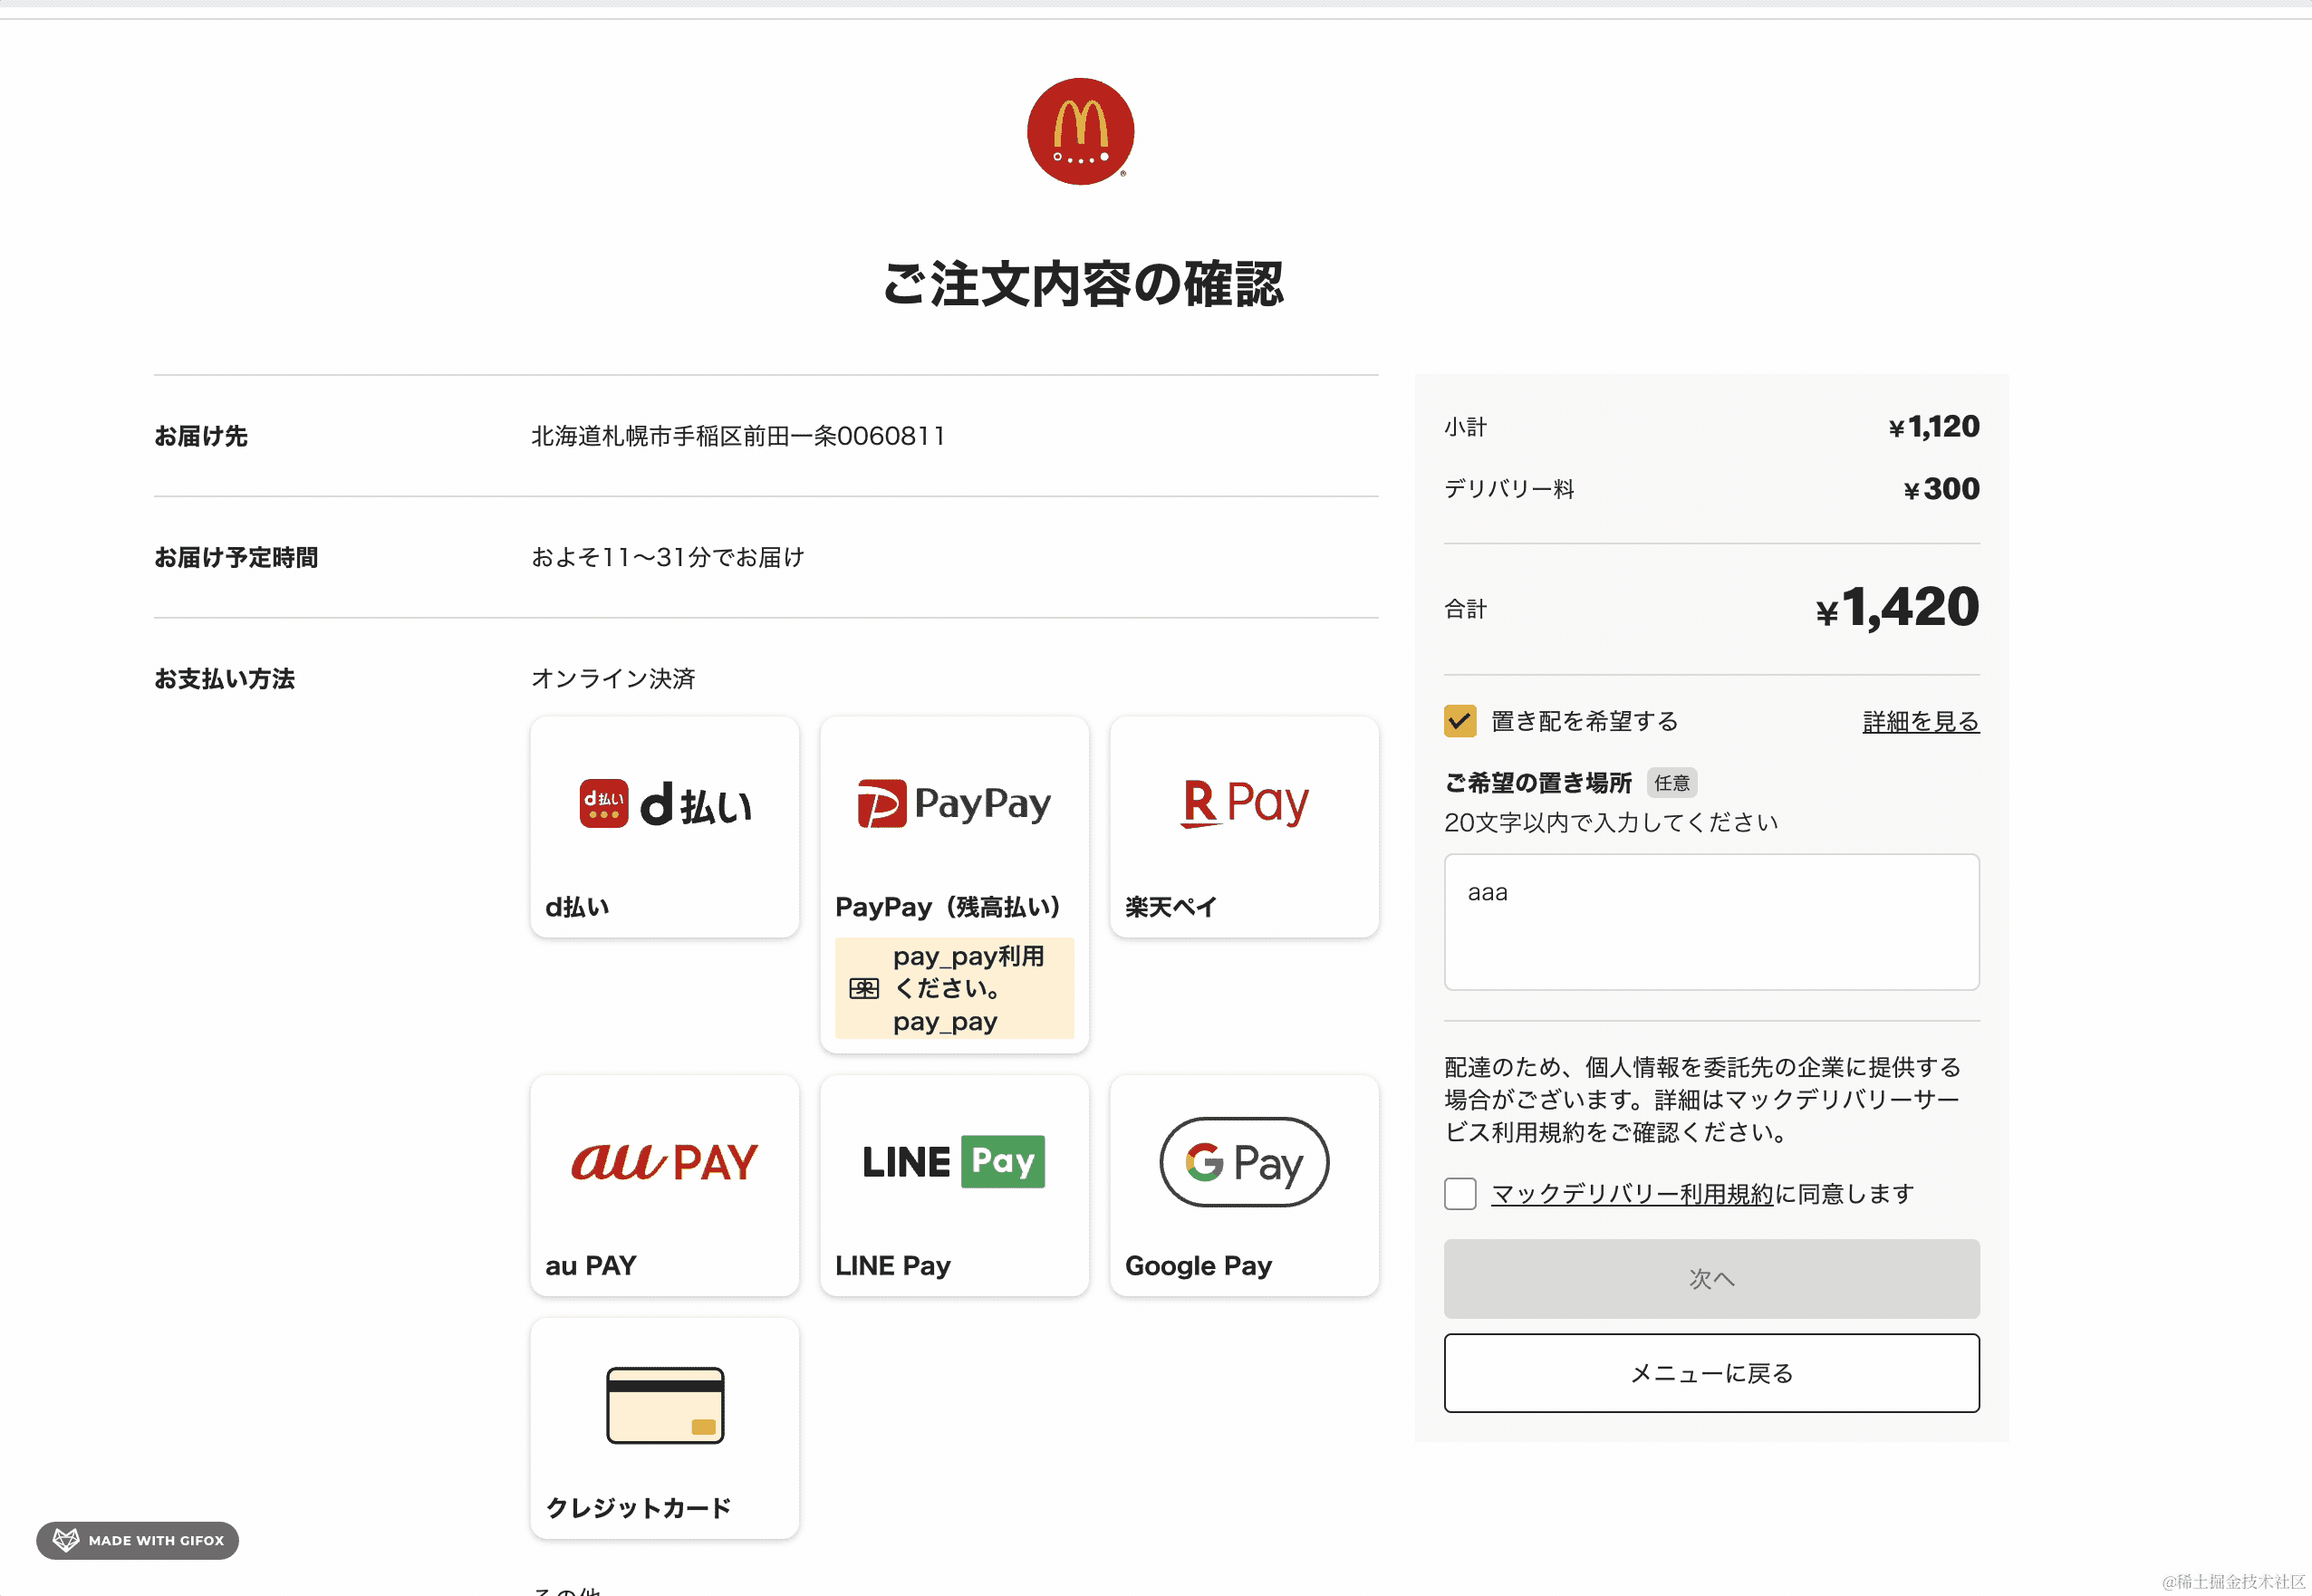 ご注文内容の確認
お届け先
北海道札幌市手稲区前田一条0060811
お届け予定時間
およそ11〜31分でお届け
お支払い方法
オンライン決済
d払い
d払い
d払い
PayPay
PayPay（残高払い）
pay_pay利用
ください。
pay_pay
R Pay
楽天ペイ
au PAY
au PAY
LINE Pay
LINE Pay
G Pay
Google Pay
クレジットカード
その他
小計
¥1,120
デリバリー料
¥300
合計
¥1,420
置き配を希望する
詳細を見る
ご希望の置き場所 任意
20文字以内で入力してください
aaa
配達のため、個人情報を委託先の企業に提供する
場合がございます。詳細はマックデリバリーサー
ビス利用規約をご確認ください。
マックデリバリー利用規約に同意します
次へ
メニューに戻る
MADE WITH GIFOX
@稀土掘金技术社区